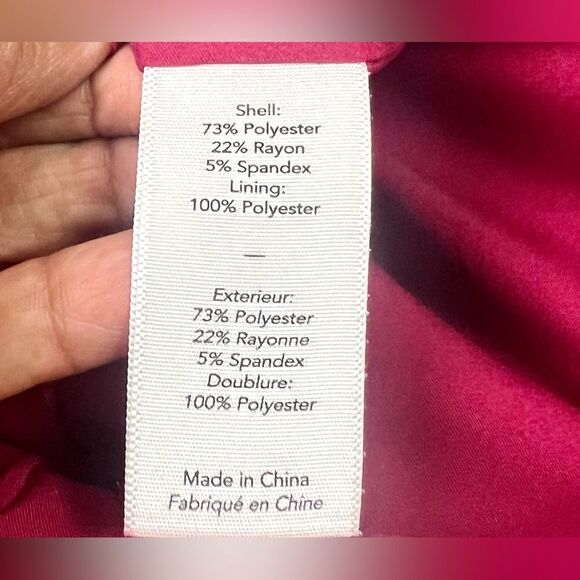 Shell:
73% Polyester
22% Rayon
5% Spandex
Lining:
100% Polyester
—
Exterieur:
73% Polyester
22% Rayonne
5% Spandex
Doublure:
100% Polyester
Made in China
Fabriqué en Chine